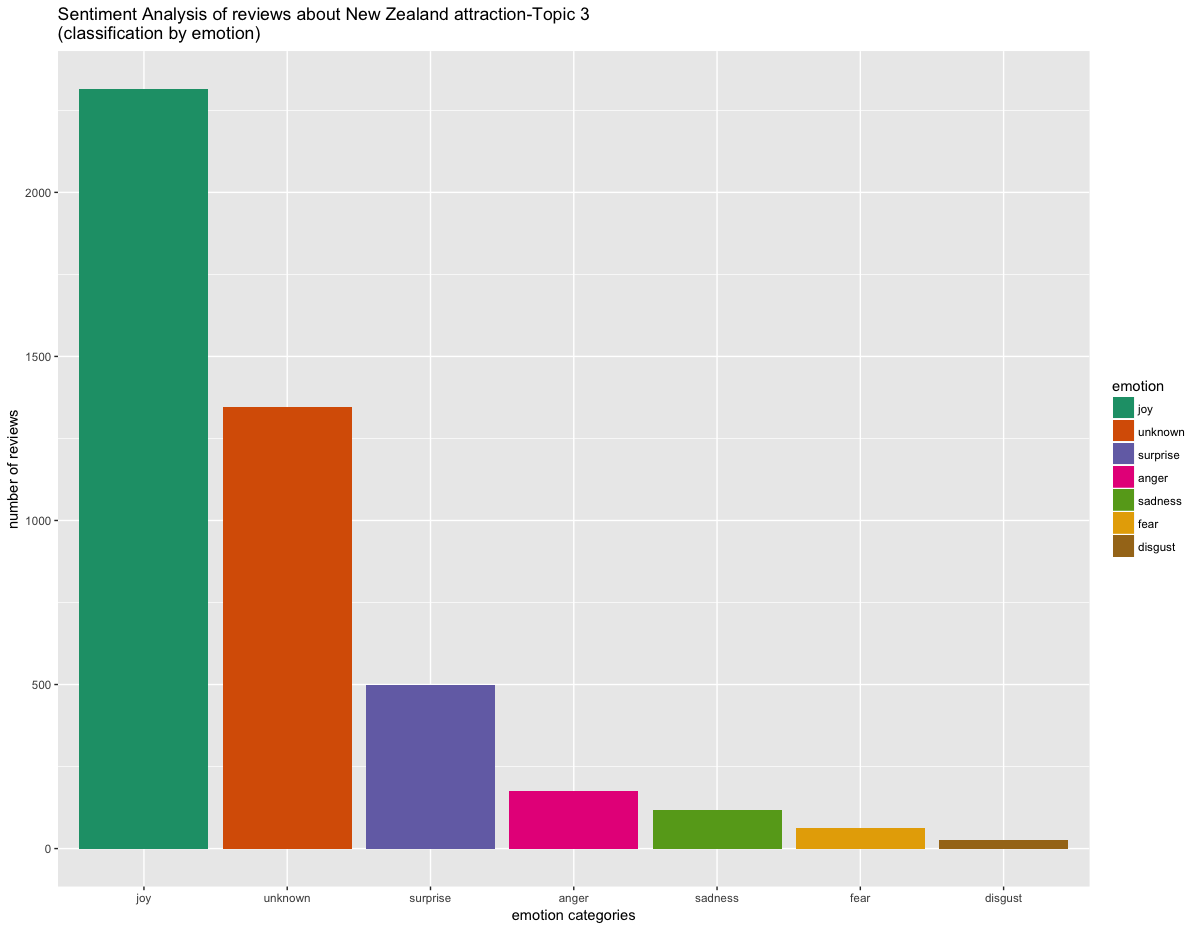 Sentiment Analysis of reviews about New Zealand attraction-Topic 3
(classification by emotion)
number of reviews
2000
1500
1000
500
0
joy
unknown
surprise
anger
sadness
fear
disgust
emotion categories
emotion
joy
unknown
surprise
anger
sadness
fear
disgust